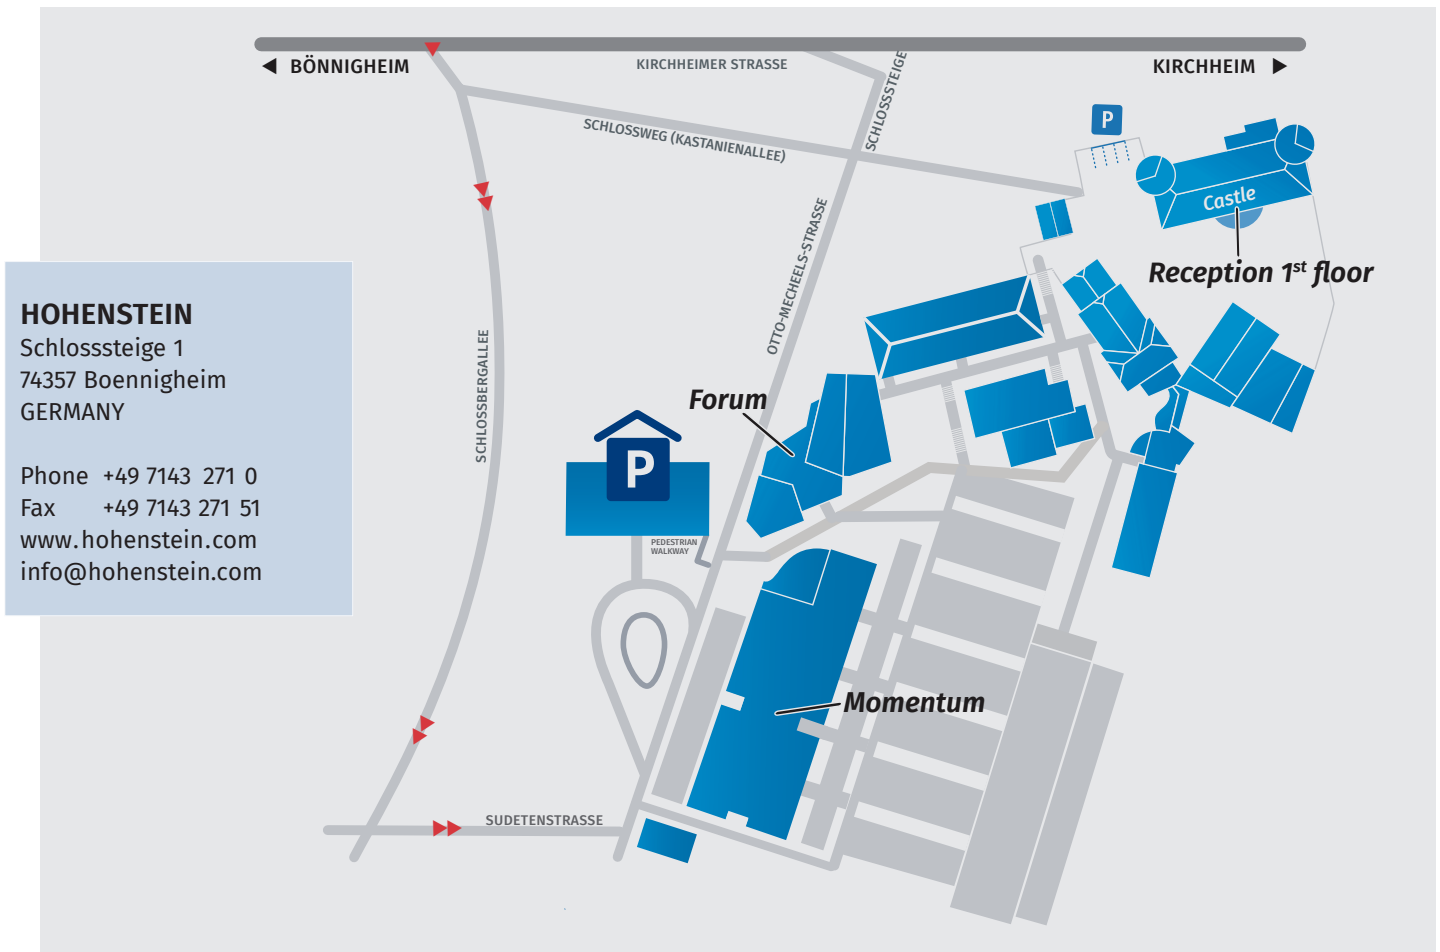 BÖNNIGHEIM
KIRCHHEIMER STRASSE
KIRCHHEIM
SCHLOSSSTEIGE
SCHLOSSWEG (KASTANIENALLEE)
P
Castle
Reception 1st floor
OTTO-MECHEELS-STRASSE
HOHENSTEIN
Schlosssteige 1
74357 Boennigheim
GERMANY
Phone +49 7143 271 0
Fax +49 7143 271 51
www.hohenstein.com
info@hohenstein.com
SCHLOSSBERGALLEE
Forum
P
PEDESTRIAN
WALKWAY
Momentum
SUDETENSTRASSE